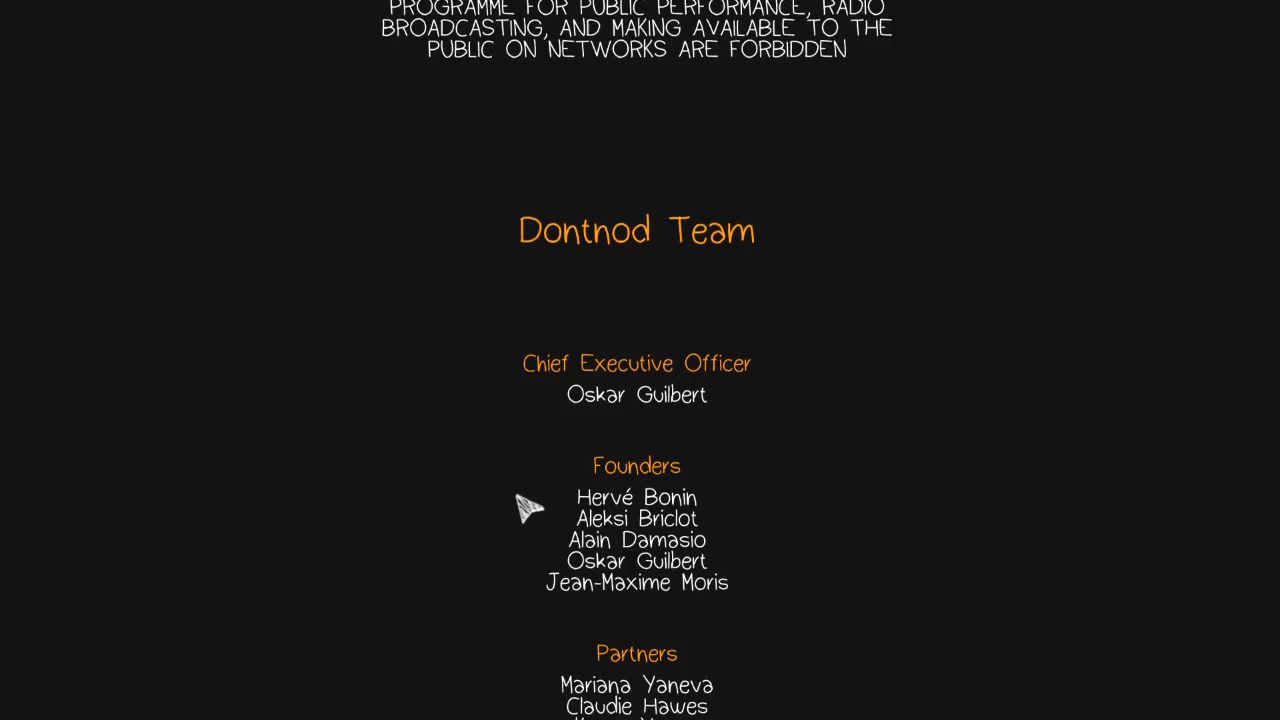 PROGRAMME FOR PUBLIC PERFORMANCE, RADIO
BROADCASTING, AND MAKING AVAILABLE TO THE
PUBLIC ON NETWORKS ARE FORBIDDEN
Dontnod Team
Chief Executive Officer
Oskar Guilbert
Founders
Hervé Bonin
Aleksi Briclot
Alain Damasio
Oskar Guilbert
Jean-Maxime Moris
Partners
Mariana Yaneva
Claudie Hawes